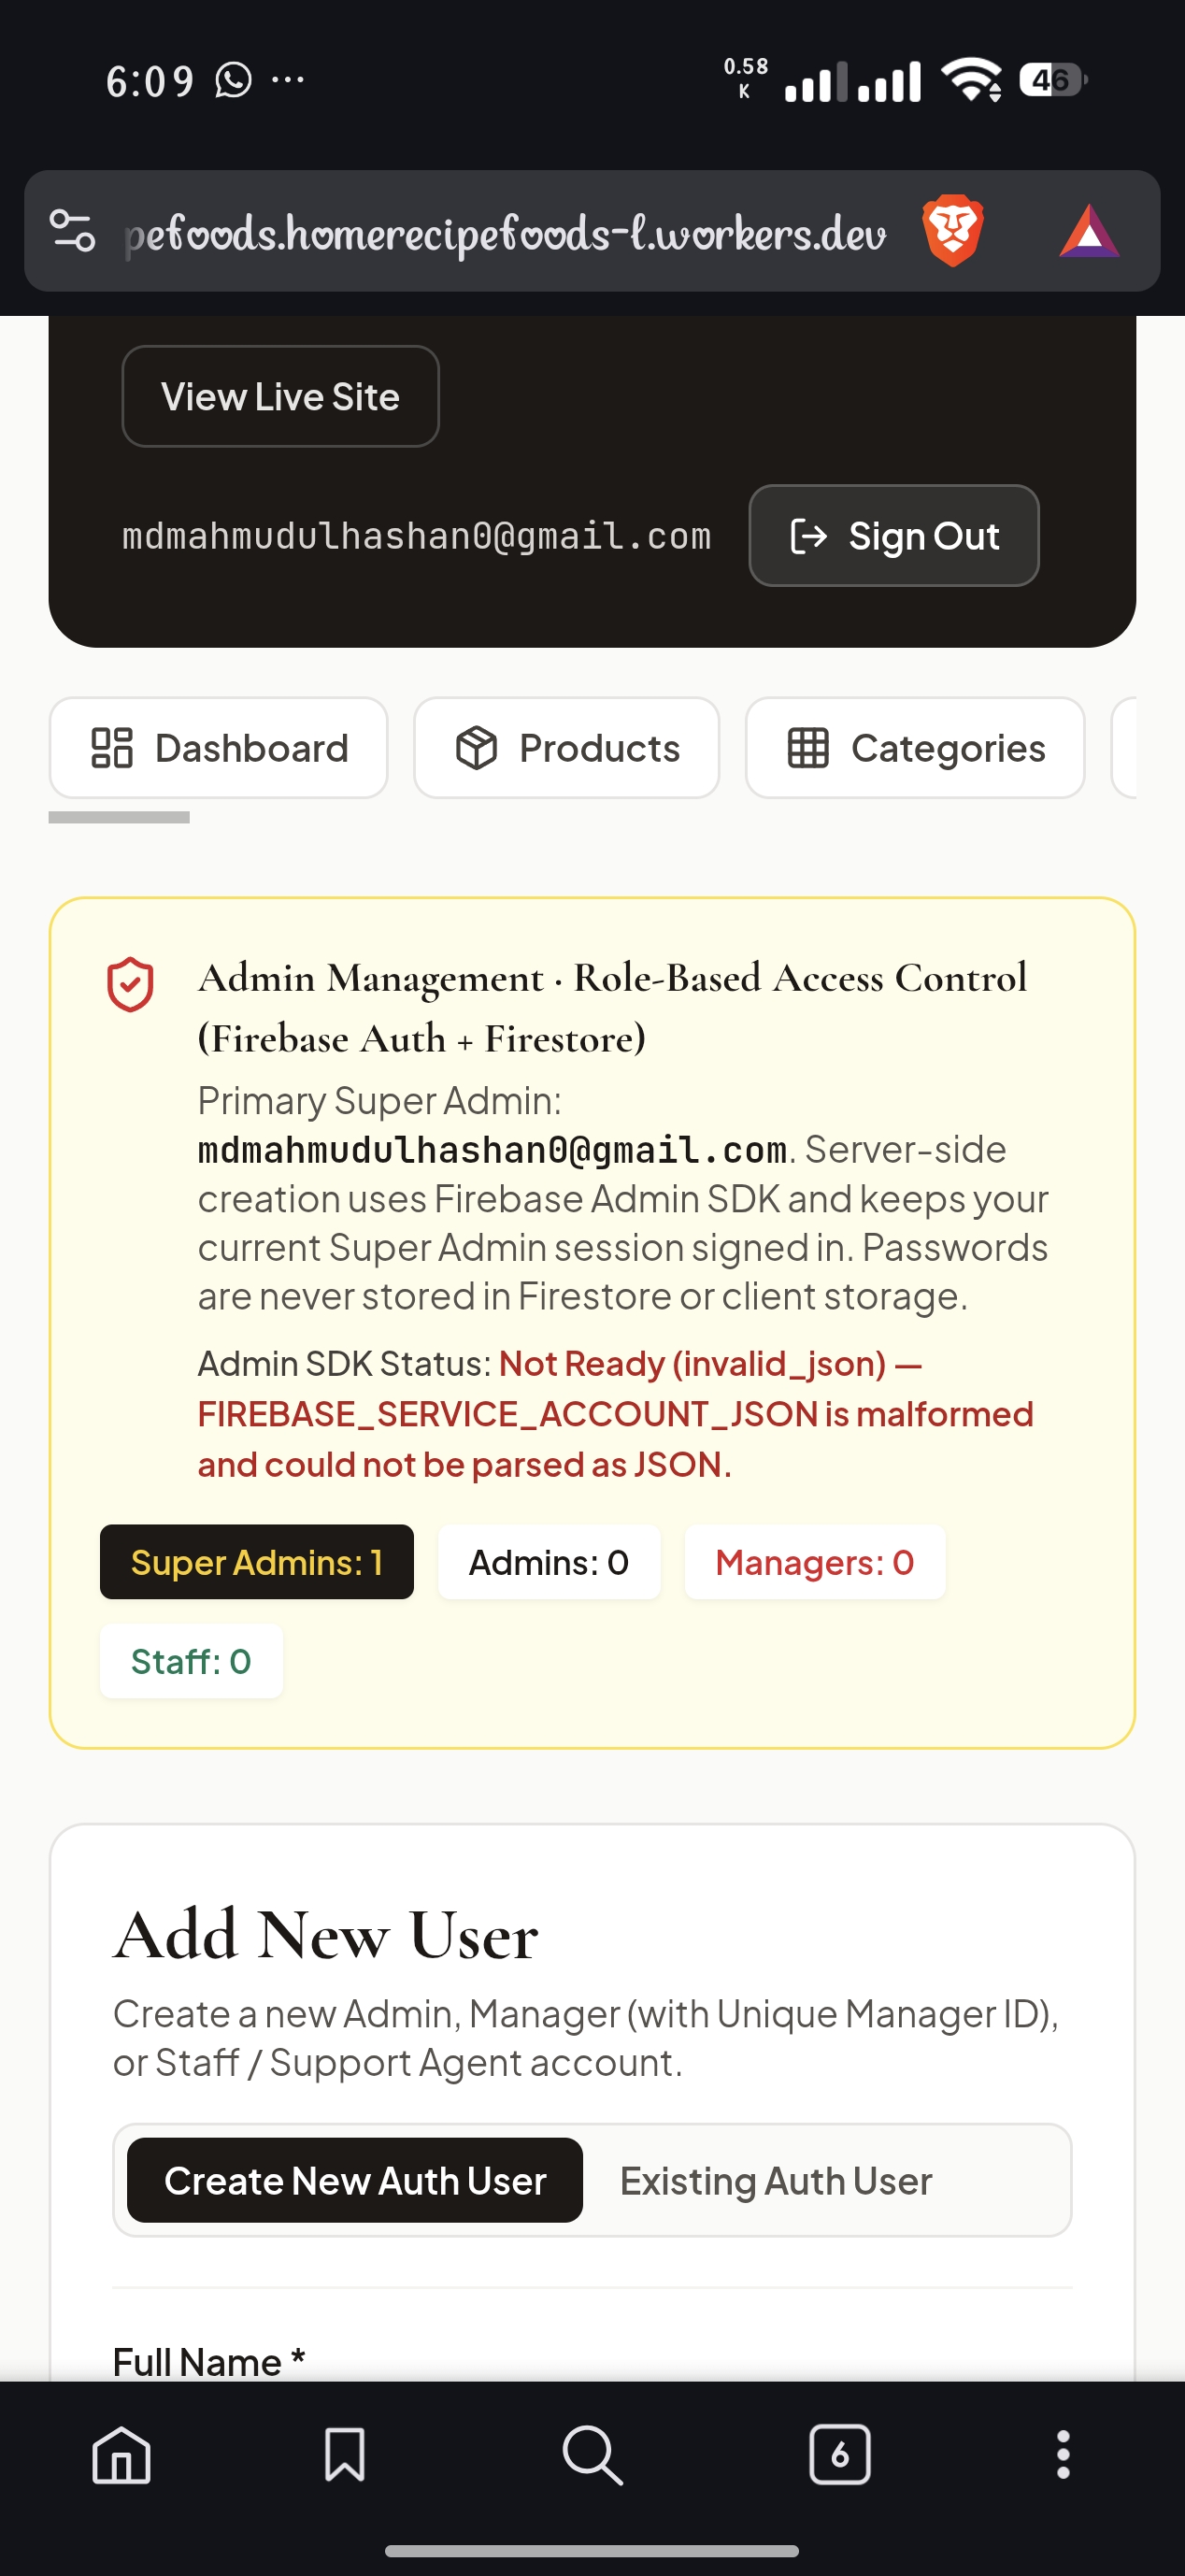 6:09
0.58
K
46
pefoods.homerecipefoods-l.workers.dev
View Live Site
mdmahmudulhashan0@gmail.com
Sign Out
Dashboard
Products
Categories
Admin Management · Role-Based Access Control
(Firebase Auth + Firestore)
Primary Super Admin:
mdmahmudulhashan0@gmail.com. Server-side
creation uses Firebase Admin SDK and keeps your
current Super Admin session signed in. Passwords
are never stored in Firestore or client storage.
Admin SDK Status: Not Ready (invalid_json) —
FIREBASE_SERVICE_ACCOUNT_JSON is malformed
and could not be parsed as JSON.
Super Admins: 1
Admins: 0
Managers: 0
Staff: 0
Add New User
Create a new Admin, Manager (with Unique Manager ID),
or Staff / Support Agent account.
Create New Auth User
Existing Auth User
Full Name *
6